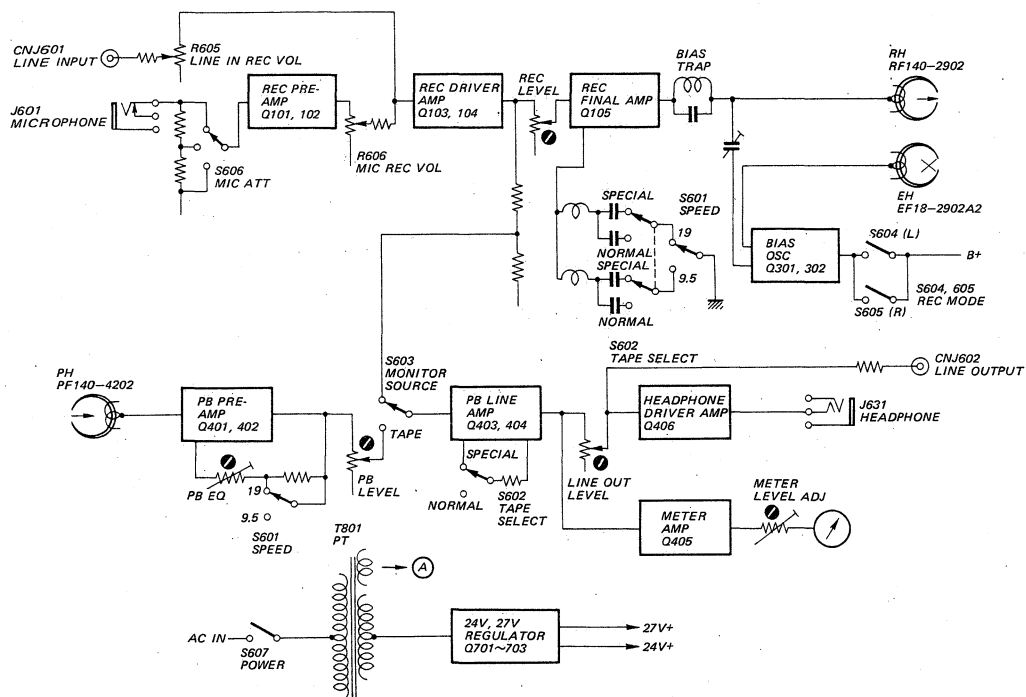 CNJ601
LINE INPUT
R605
LINE IN REC VOL
J601
MICROPHONE
REC PRE-
AMP
Q101, 102
S606
MIC ATT
R606
MIC REC VOL
REC DRIVER
AMP
Q103, 104
REC
LEVEL
REC
FINAL AMP
Q105
BIAS
TRAP
RH
RF140-2902
EH
EF18-2902A2
SPECIAL
S601
SPEED
19
NORMAL
SPECIAL
9.5
NORMAL
BIAS
OSC
Q301, 302
S604 (L)
B+
S604, 605
REC MODE
S605 (R)
PH
PF140-4202
PB PRE-
AMP
Q401, 402
PB EQ
19
9.5
S601
SPEED
PB
LEVEL
S603
MONITOR
SOURCE
TAPE
PB LINE
AMP
Q403, 404
SPECIAL
NORMAL
S602
TAPE
SELECT
S602
TAPE SELECT
CNJ602
LINE OUTPUT
HEADPHONE
DRIVER AMP
Q406
J631
HEADPHONE
LINE OUT
LEVEL
METER
AMP
Q405
METER
LEVEL ADJ
T801
PT
A
AC IN
S607
POWER
24V, 27V
REGULATOR
Q701~703
27V+
24V+